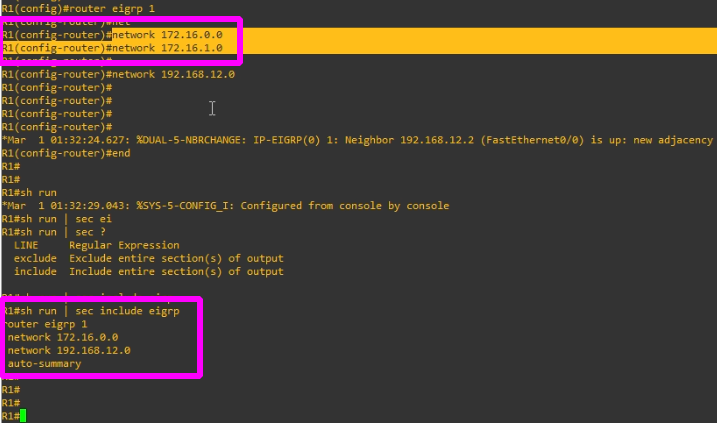 R1(config)#router eigrp 1
R1(config-router)#network 172.16.0.0
R1(config-router)#network 172.16.1.0
R1(config-router)#
R1(config-router)#network 192.168.12.0
R1(config-router)#
R1(config-router)#
R1(config-router)#
R1(config-router)#
*Mar  1 01:32:24.627: %DUAL-5-NBRCHANGE: IP-EIGRP(0) 1: Neighbor 192.168.12.2 (FastEthernet0/0) is up: new adjacency
R1(config-router)#end
R1#
R1#
R1#sh run
*Mar  1 01:32:29.043: %SYS-5-CONFIG_I: Configured from console by console
R1#sh run | sec ei
R1#sh run | sec ?
  LINE     Regular Expression
  exclude  Exclude entire section(s) of output
  include  Include entire section(s) of output
R1#sh run | sec include eigrp
router eigrp 1
 network 172.16.0.0
 network 192.168.12.0
 auto-summary
R1#
R1#
R1#